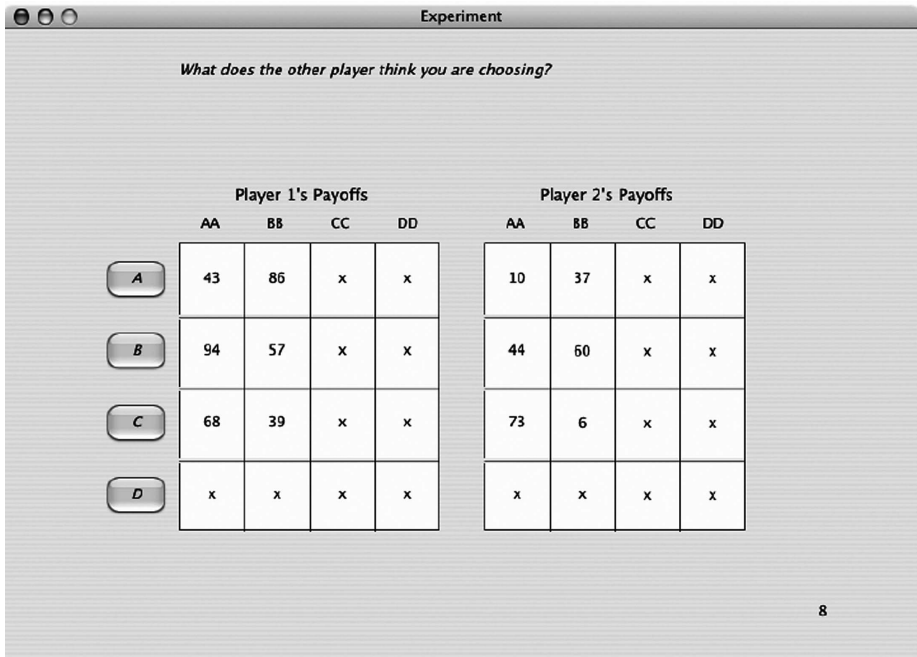 Experiment
What does the other player think you are choosing?
Player 1's Payoffs Player 2's Payoffs
AA BB CC DD AA BB CC DD
A 43 86 x x 10 37 x x
B 94 57 x x 44 60 x x
C 68 39 x x 73 6 x x
D x x x x x x x x
8